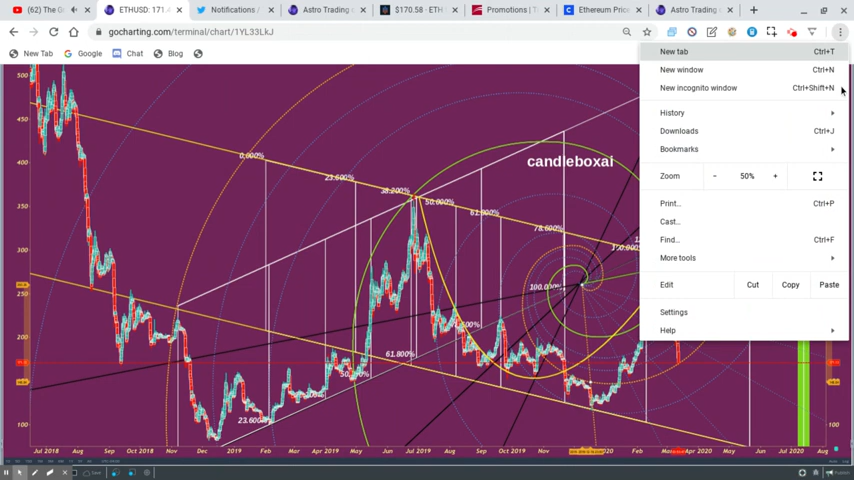 (62) The Go
ETHUSD: 171.
Notifications /
Astro Trading
$170.58 - ETH
Promotions | Th
Ethereum Price
Astro Trading
gocharting.com/terminal/chart/1YL33LkJ
New Tab
Google
Chat
Blog
New tab Ctrl+T
New window Ctrl+N
New incognito window Ctrl+Shift+N
History
Downloads Ctrl+J
Bookmarks
Zoom - 50% +
Print... Ctrl+P
Cast...
Find... Ctrl+F
More tools
Edit Cut Copy Paste
Settings
Help
candleboxai
500
450
400
350
300
250
200
100
0.000%
23.600%
38.200%
50.000%
61.800%
78.600%
100.000%
100.000%
61.800%
23.600%
100
Jul 2018 Aug Sep Oct 2018 Nov Dec 2019 Feb Mar Apr 2019 May Jun Jul 2019 Aug Sep Oct 2019 Nov Feb Apr 2020 May Jun Jul 2020 Aug